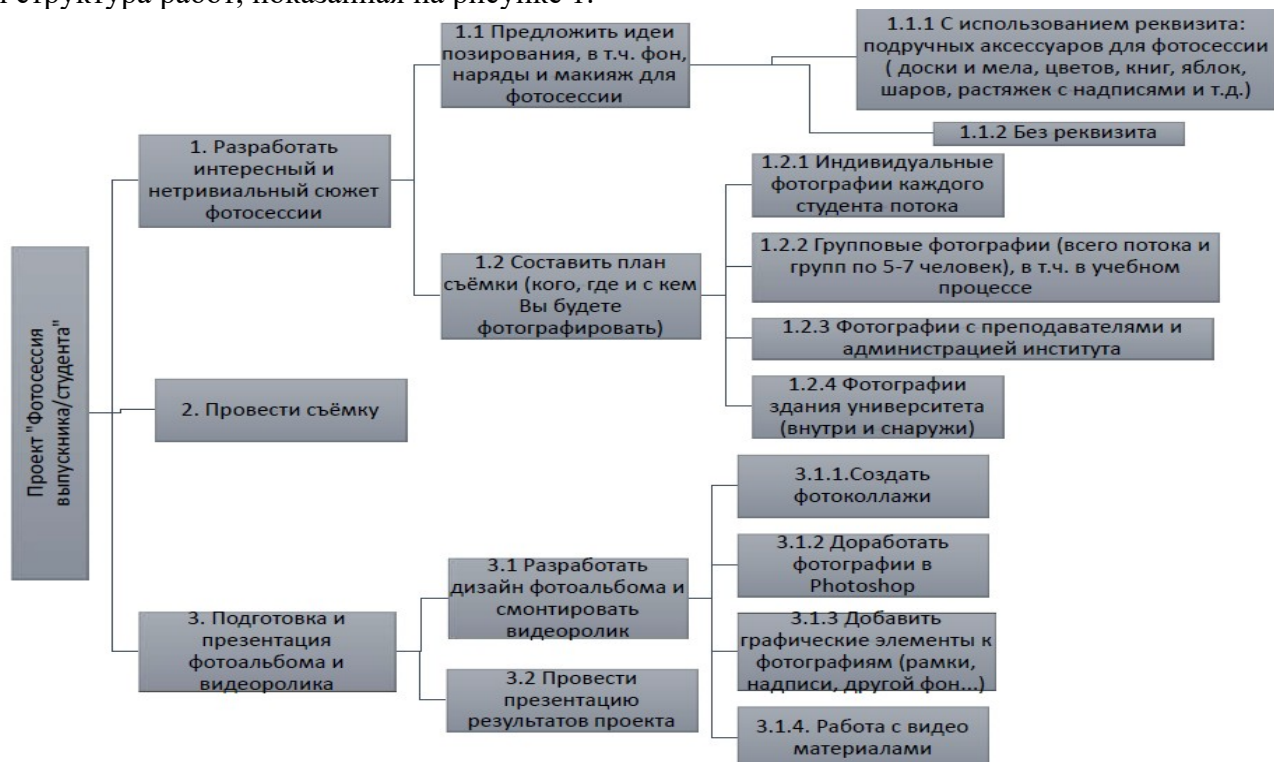 структура работ, показанная на рисунке 1.
Проект "Фотосессия
выпускника/студента"
1. Разработать
интересный и
нетривиальный сюжет
фотосессии
1.1 Предложить идеи
позирования, в т.ч. фон,
наряды и макияж для
фотосессии
1.1.1 С использованием реквизита:
подручных аксессуаров для фотосессии
( доски и мела, цветов, книг, яблок,
шаров, растяжек с надписями и т.д.)
1.1.2 Без реквизита
1.2 Составить план
съёмки (кого, где и с кем
Вы будете
фотографировать)
1.2.1 Индивидуальные
фотографии каждого
студента потока
1.2.2 Групповые фотографии (всего потока и
групп по 5-7 человек), в т.ч. в учебном
процессе
1.2.3 Фотографии с преподавателями и
администрацией института
1.2.4 Фотографии
здания университета
(внутри и снаружи)
2. Провести съёмку
3. Подготовка и
презентация
фотоальбома и
видеоролика
3.1 Разработать
дизайн фотоальбома и
смонтировать
видеоролик
3.1.1.Создать
фотоколлажи
3.1.2 Доработать
фотографии в
Photoshop
3.1.3 Добавить
графические элементы к
фотографиям (рамки,
надписи, другой фон...)
3.1.4. Работа с видео
материалами
3.2 Провести
презентацию
результатов проекта